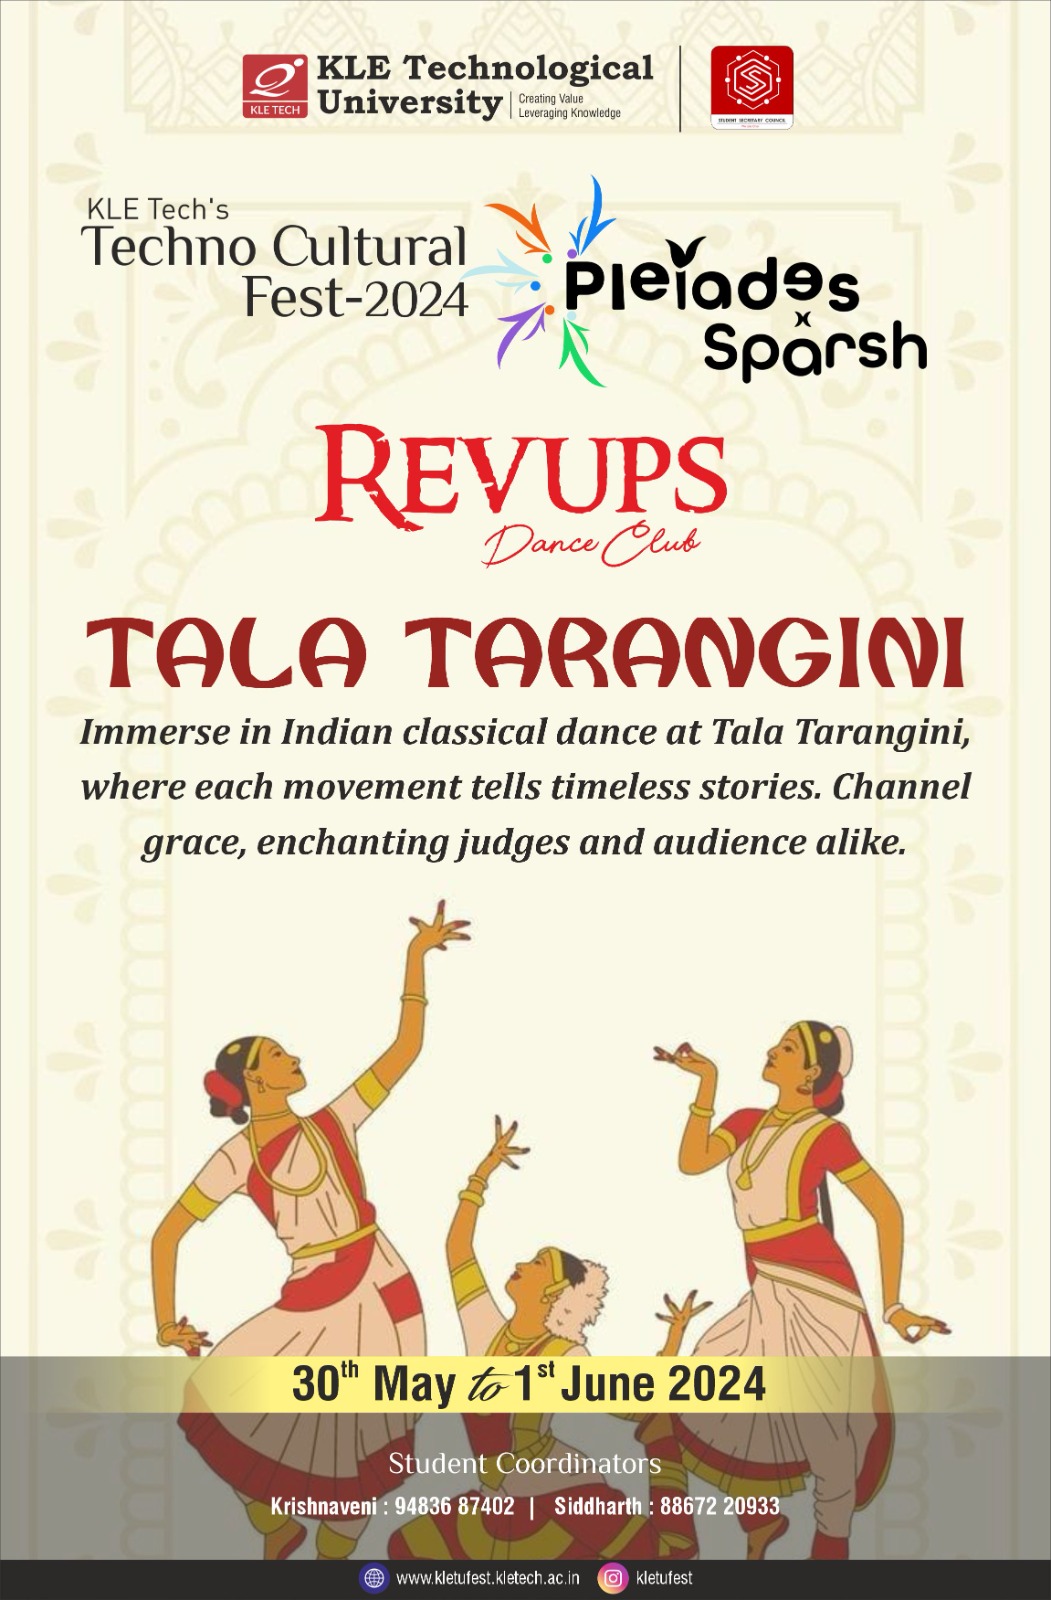 KLE Technological
University
Creating Value
Leveraging Knowledge
KLE TECH
STUDENT SECRETARY COUNCIL
KLE Tech's
Techno Cultural
Fest-2024
Pleiades
x
Sparsh
REVUPS
Dance Club
TALA TARANGINI
Immerse in Indian classical dance at Tala Tarangini,
where each movement tells timeless stories. Channel
grace, enchanting judges and audience alike.
30th May to 1st June 2024
Student Coordinators
Krishnaveni : 94836 87402 | Siddharth : 88672 20933
www.kletufest.kletech.ac.in kletufest